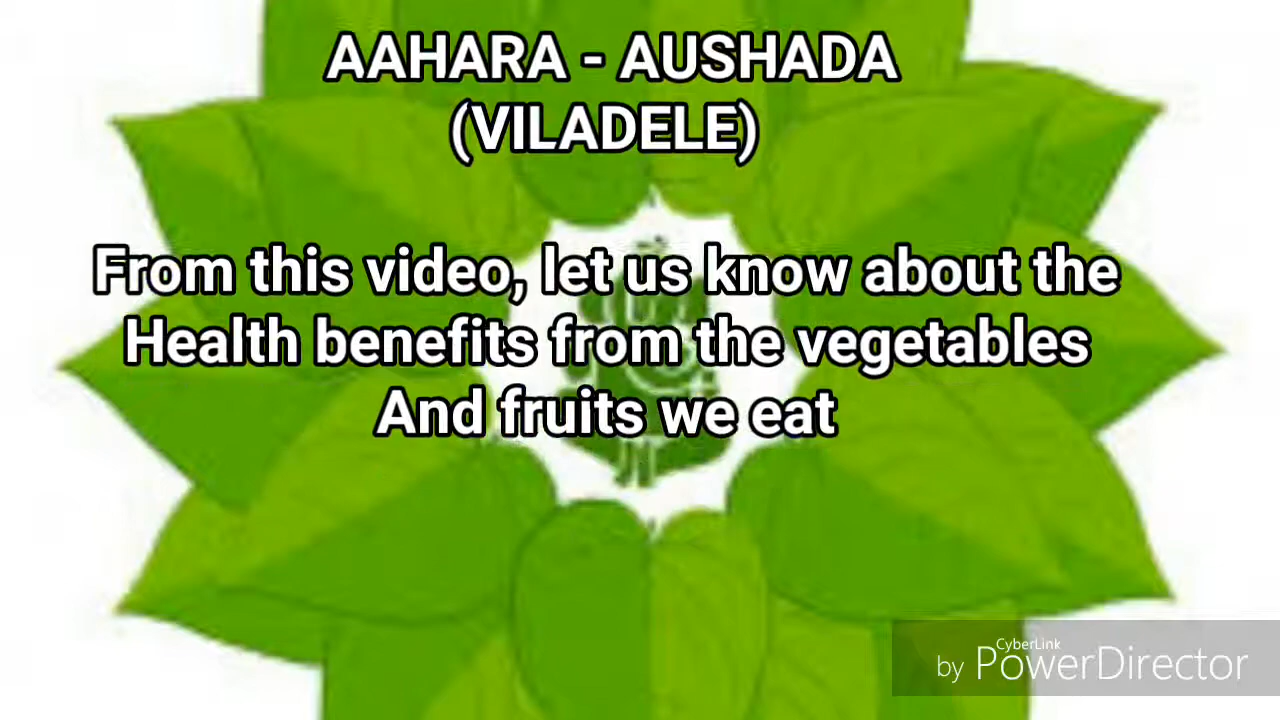 AAHARA - AUSHADA
(VILADELE)
From this video, let us know about the
Health benefits from the vegetables
And fruits we eat
CyberLink
by PowerDirector